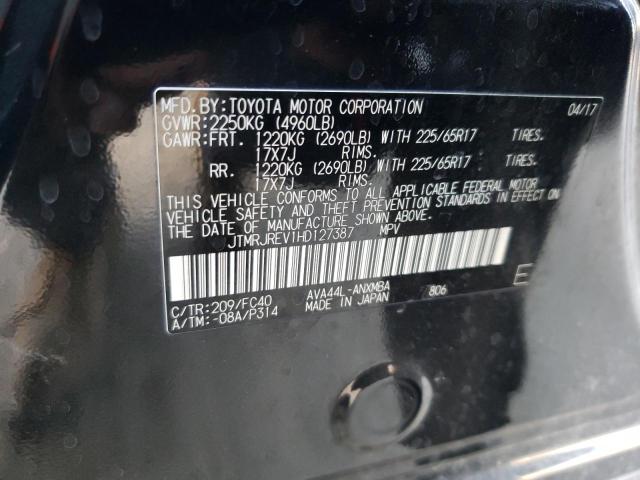 MFD. BY: TOYOTA MOTOR CORPORATION 04/17
GVWR: 2250KG (4960LB)
GAWR: FRT. 1220KG (2690LB) WITH 225/65R17 TIRES.
17X7J RIMS.
RR. 1220KG (2690LB) WITH 225/65R17 TIRES.
17X7J RIMS.
THIS VEHICLE CONFORMS TO ALL APPLICABLE FEDERAL MOTOR
VEHICLE SAFETY AND THEFT PREVENTION STANDARDS IN EFFECT ON
THE DATE OF MANUFACTURE SHOWN ABOVE.
JTMRJREV1HD127387 MPV
C/TR: 209/FC40 AVA44L-ANXMBA 806 E
A/TM: -08A/P314 MADE IN JAPAN